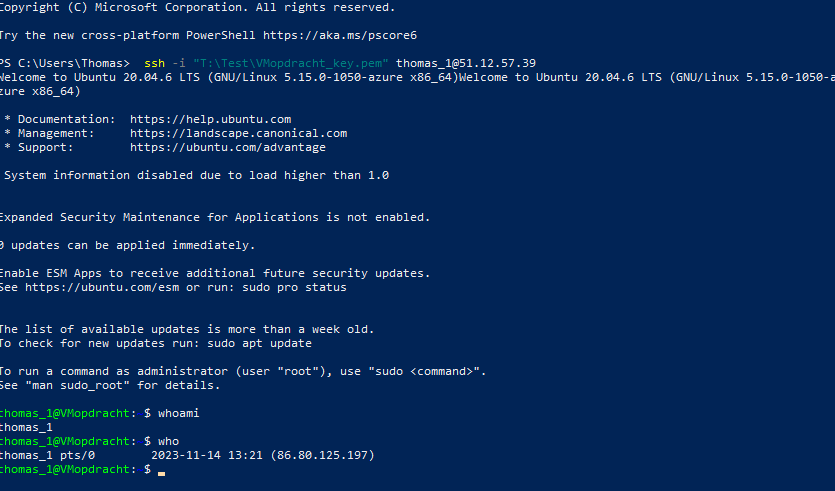 Copyright (C) Microsoft Corporation. All rights reserved.
Try the new cross-platform PowerShell https://aka.ms/pscore6
PS C:\Users\Thomas>  ssh -i "T:\Test\VMopdracht_key.pem" thomas_1@51.12.57.39
Welcome to Ubuntu 20.04.6 LTS (GNU/Linux 5.15.0-1050-azure x86_64)Welcome to Ubuntu 20.04.6 LTS (GNU/Linux 5.15.0-1050-a
zure x86_64)
 * Documentation:  https://help.ubuntu.com
 * Management:     https://landscape.canonical.com
 * Support:        https://ubuntu.com/advantage
 System information disabled due to load higher than 1.0
Expanded Security Maintenance for Applications is not enabled.
0 updates can be applied immediately.
Enable ESM Apps to receive additional future security updates.
See https://ubuntu.com/esm or run: sudo pro status
The list of available updates is more than a week old.
To check for new updates run: sudo apt update
To run a command as administrator (user "root"), use "sudo <command>".
See "man sudo_root" for details.
thomas_1@VMopdracht: $ whoami
thomas_1
thomas_1@VMopdracht: $ who
thomas_1 pts/0        2023-11-14 13:21 (86.80.125.197)
thomas_1@VMopdracht: $